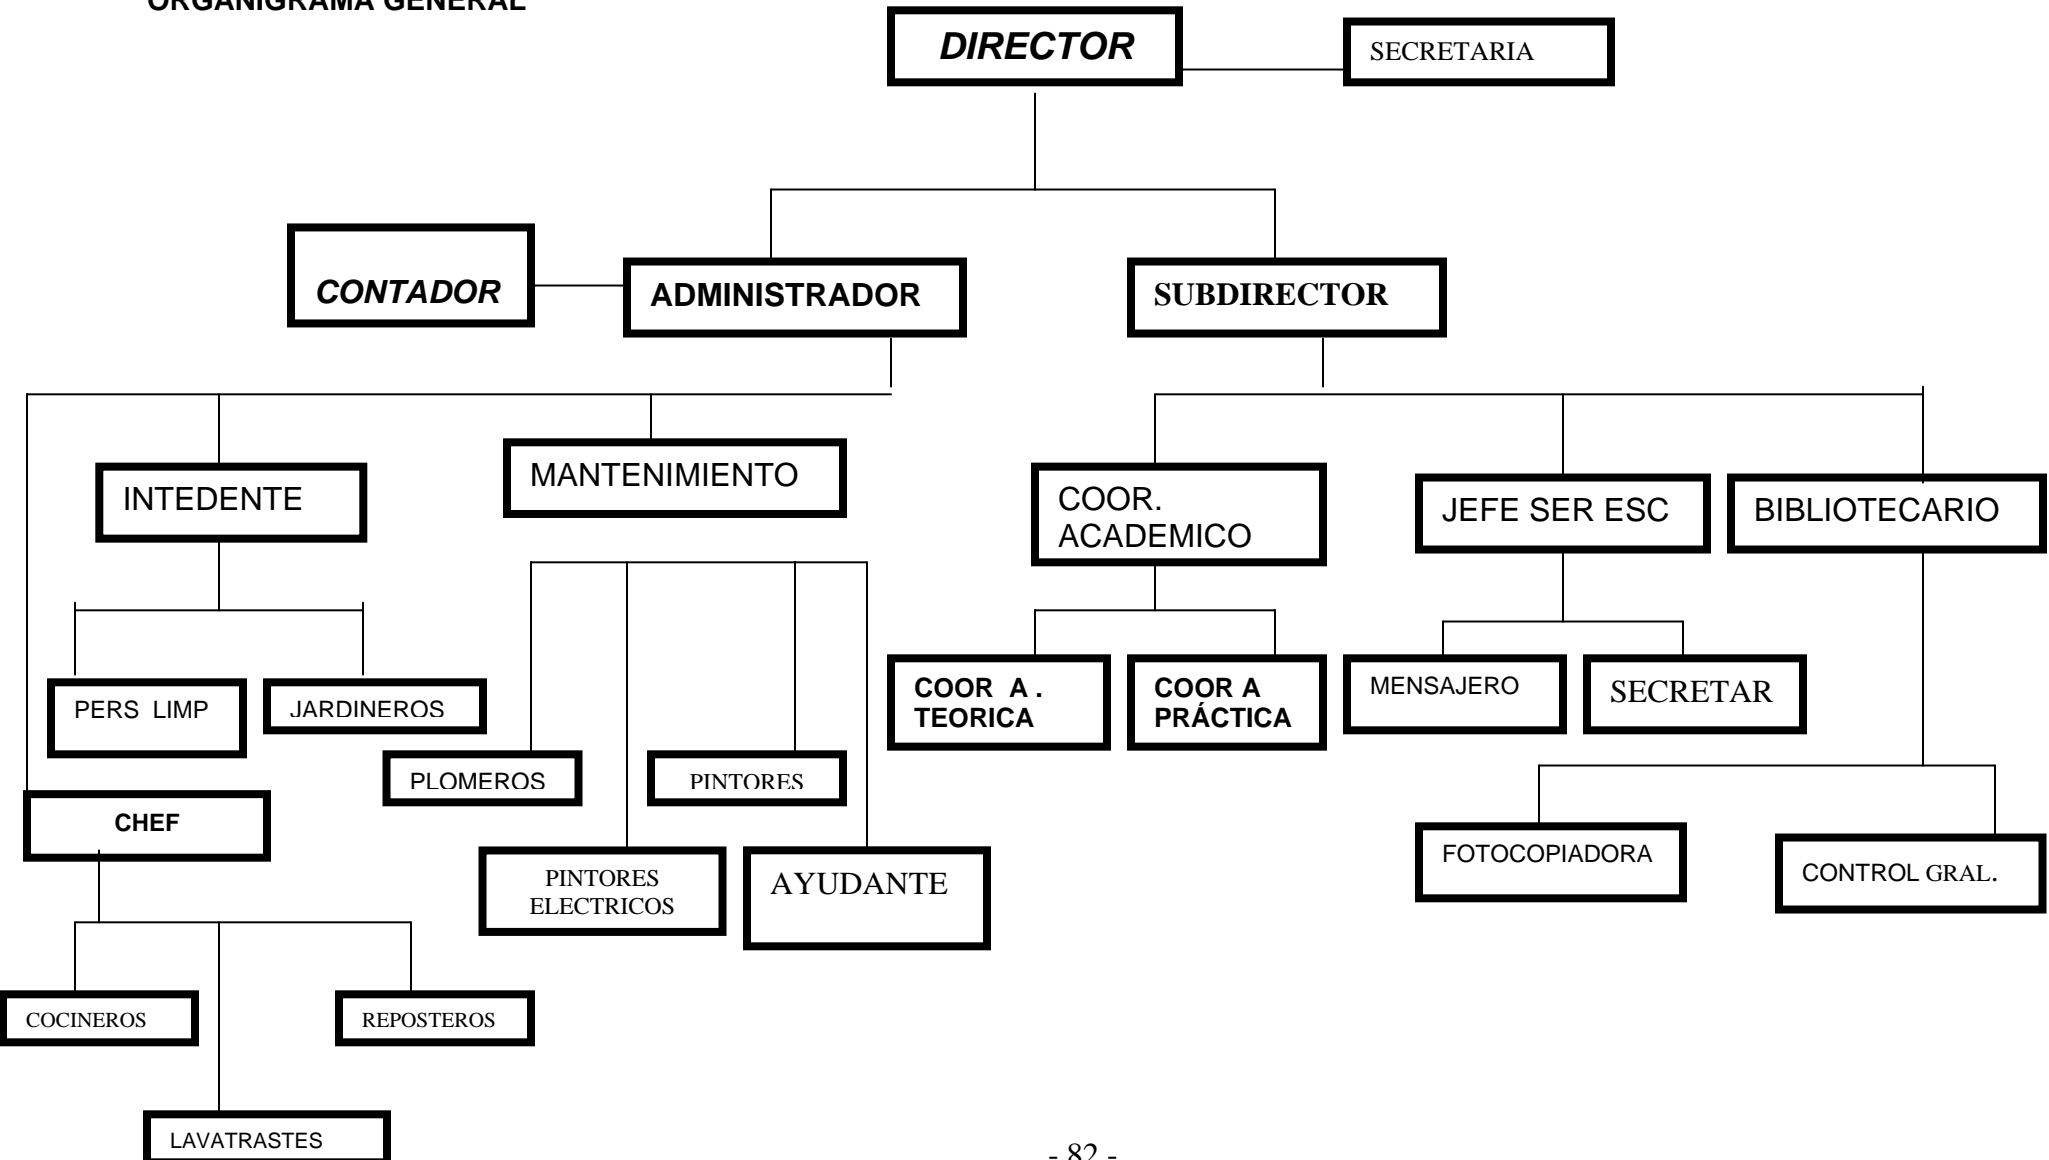 ORGANIGRAMA GENERAL
DIRECTOR
SECRETARIA
CONTADOR
ADMINISTRADOR
SUBDIRECTOR
INTEDENTE
MANTENIMIENTO
COOR.
ACADEMICO
JEFE SER ESC
BIBLIOTECARIO
PERS LIMP
JARDINEROS
COOR A .
TEORICA
COOR A
PRÁCTICA
MENSAJERO
SECRETAR
PLOMEROS
PINTORES
CHEF
PINTORES
ELECTRICOS
AYUDANTE
FOTOCOPIADORA
CONTROL GRAL.
COCINEROS
REPOSTEROS
LAVATRASTES
- 82 -